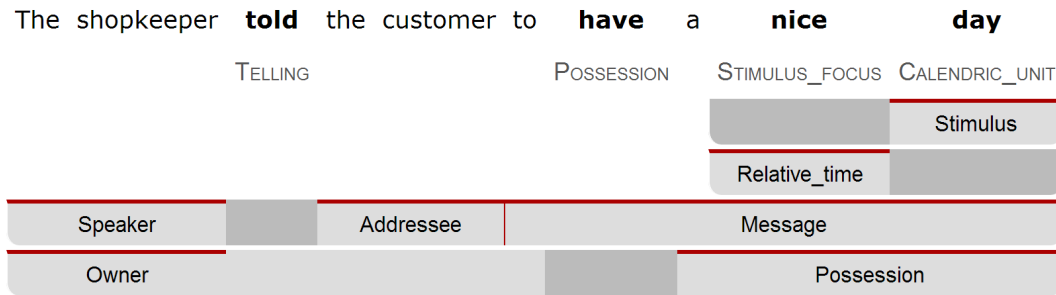 The shopkeeper told the customer to have a nice day
TELLING POSSESSION STIMULUS_FOCUS CALENDRIC_UNIT
Stimulus
Relative_time
Speaker Addressee Message
Owner Possession